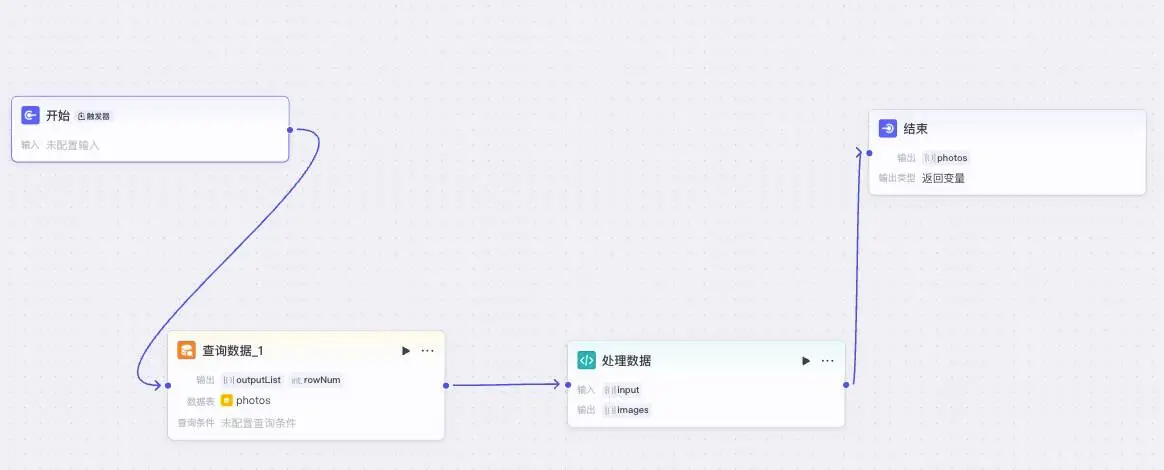 开始 触发器
输入 未配置输入
结束
输出 photos
输出类型 返回变量
查询数据_1
输出 [{}] outputList int. rowNum
数据表 photos
查询条件 未配置查询条件
处理数据
输入 input
输出 images